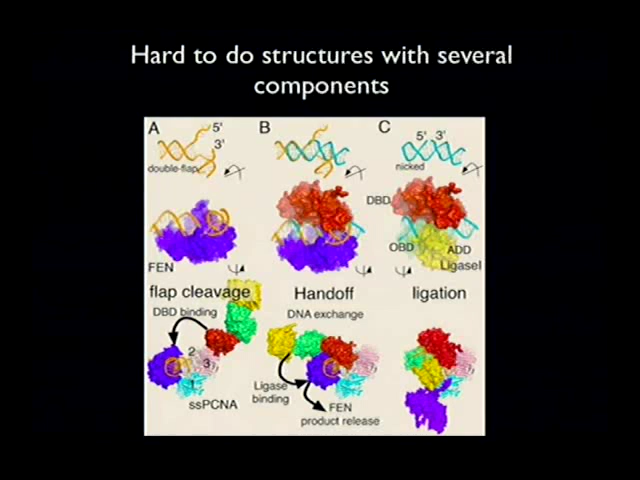 Hard to do structures with several
components
A
B
C
5'
3'
5' 3'
double-flap
nicked
DBD
OBD
ADD
FEN
LigaseI
flap cleavage
Handoff
ligation
DBD binding
DNA exchange
2
3
1
Ligase
binding
ssPCNA
FEN
product release